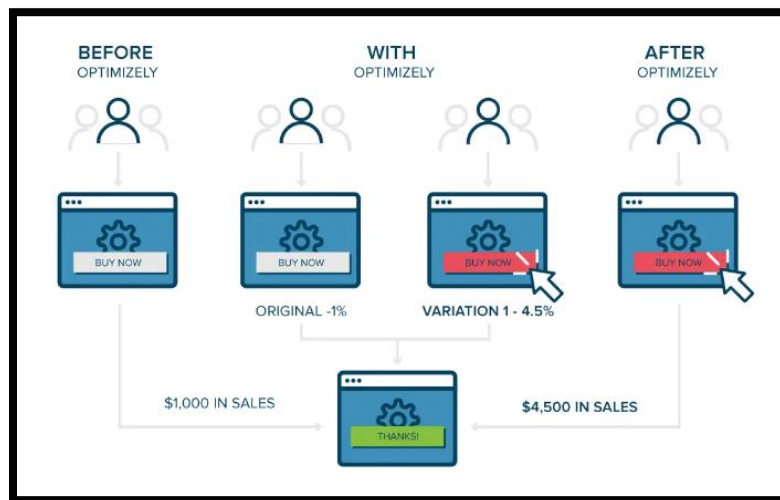 BEFORE
OPTIMIZELY
WITH
OPTIMIZELY
AFTER
OPTIMIZELY
BUY NOW
BUY NOW
BUY NOW
BUY NOW
ORIGINAL -1%
VARIATION 1 - 4.5%
$1,000 IN SALES
THANKS!
$4,500 IN SALES